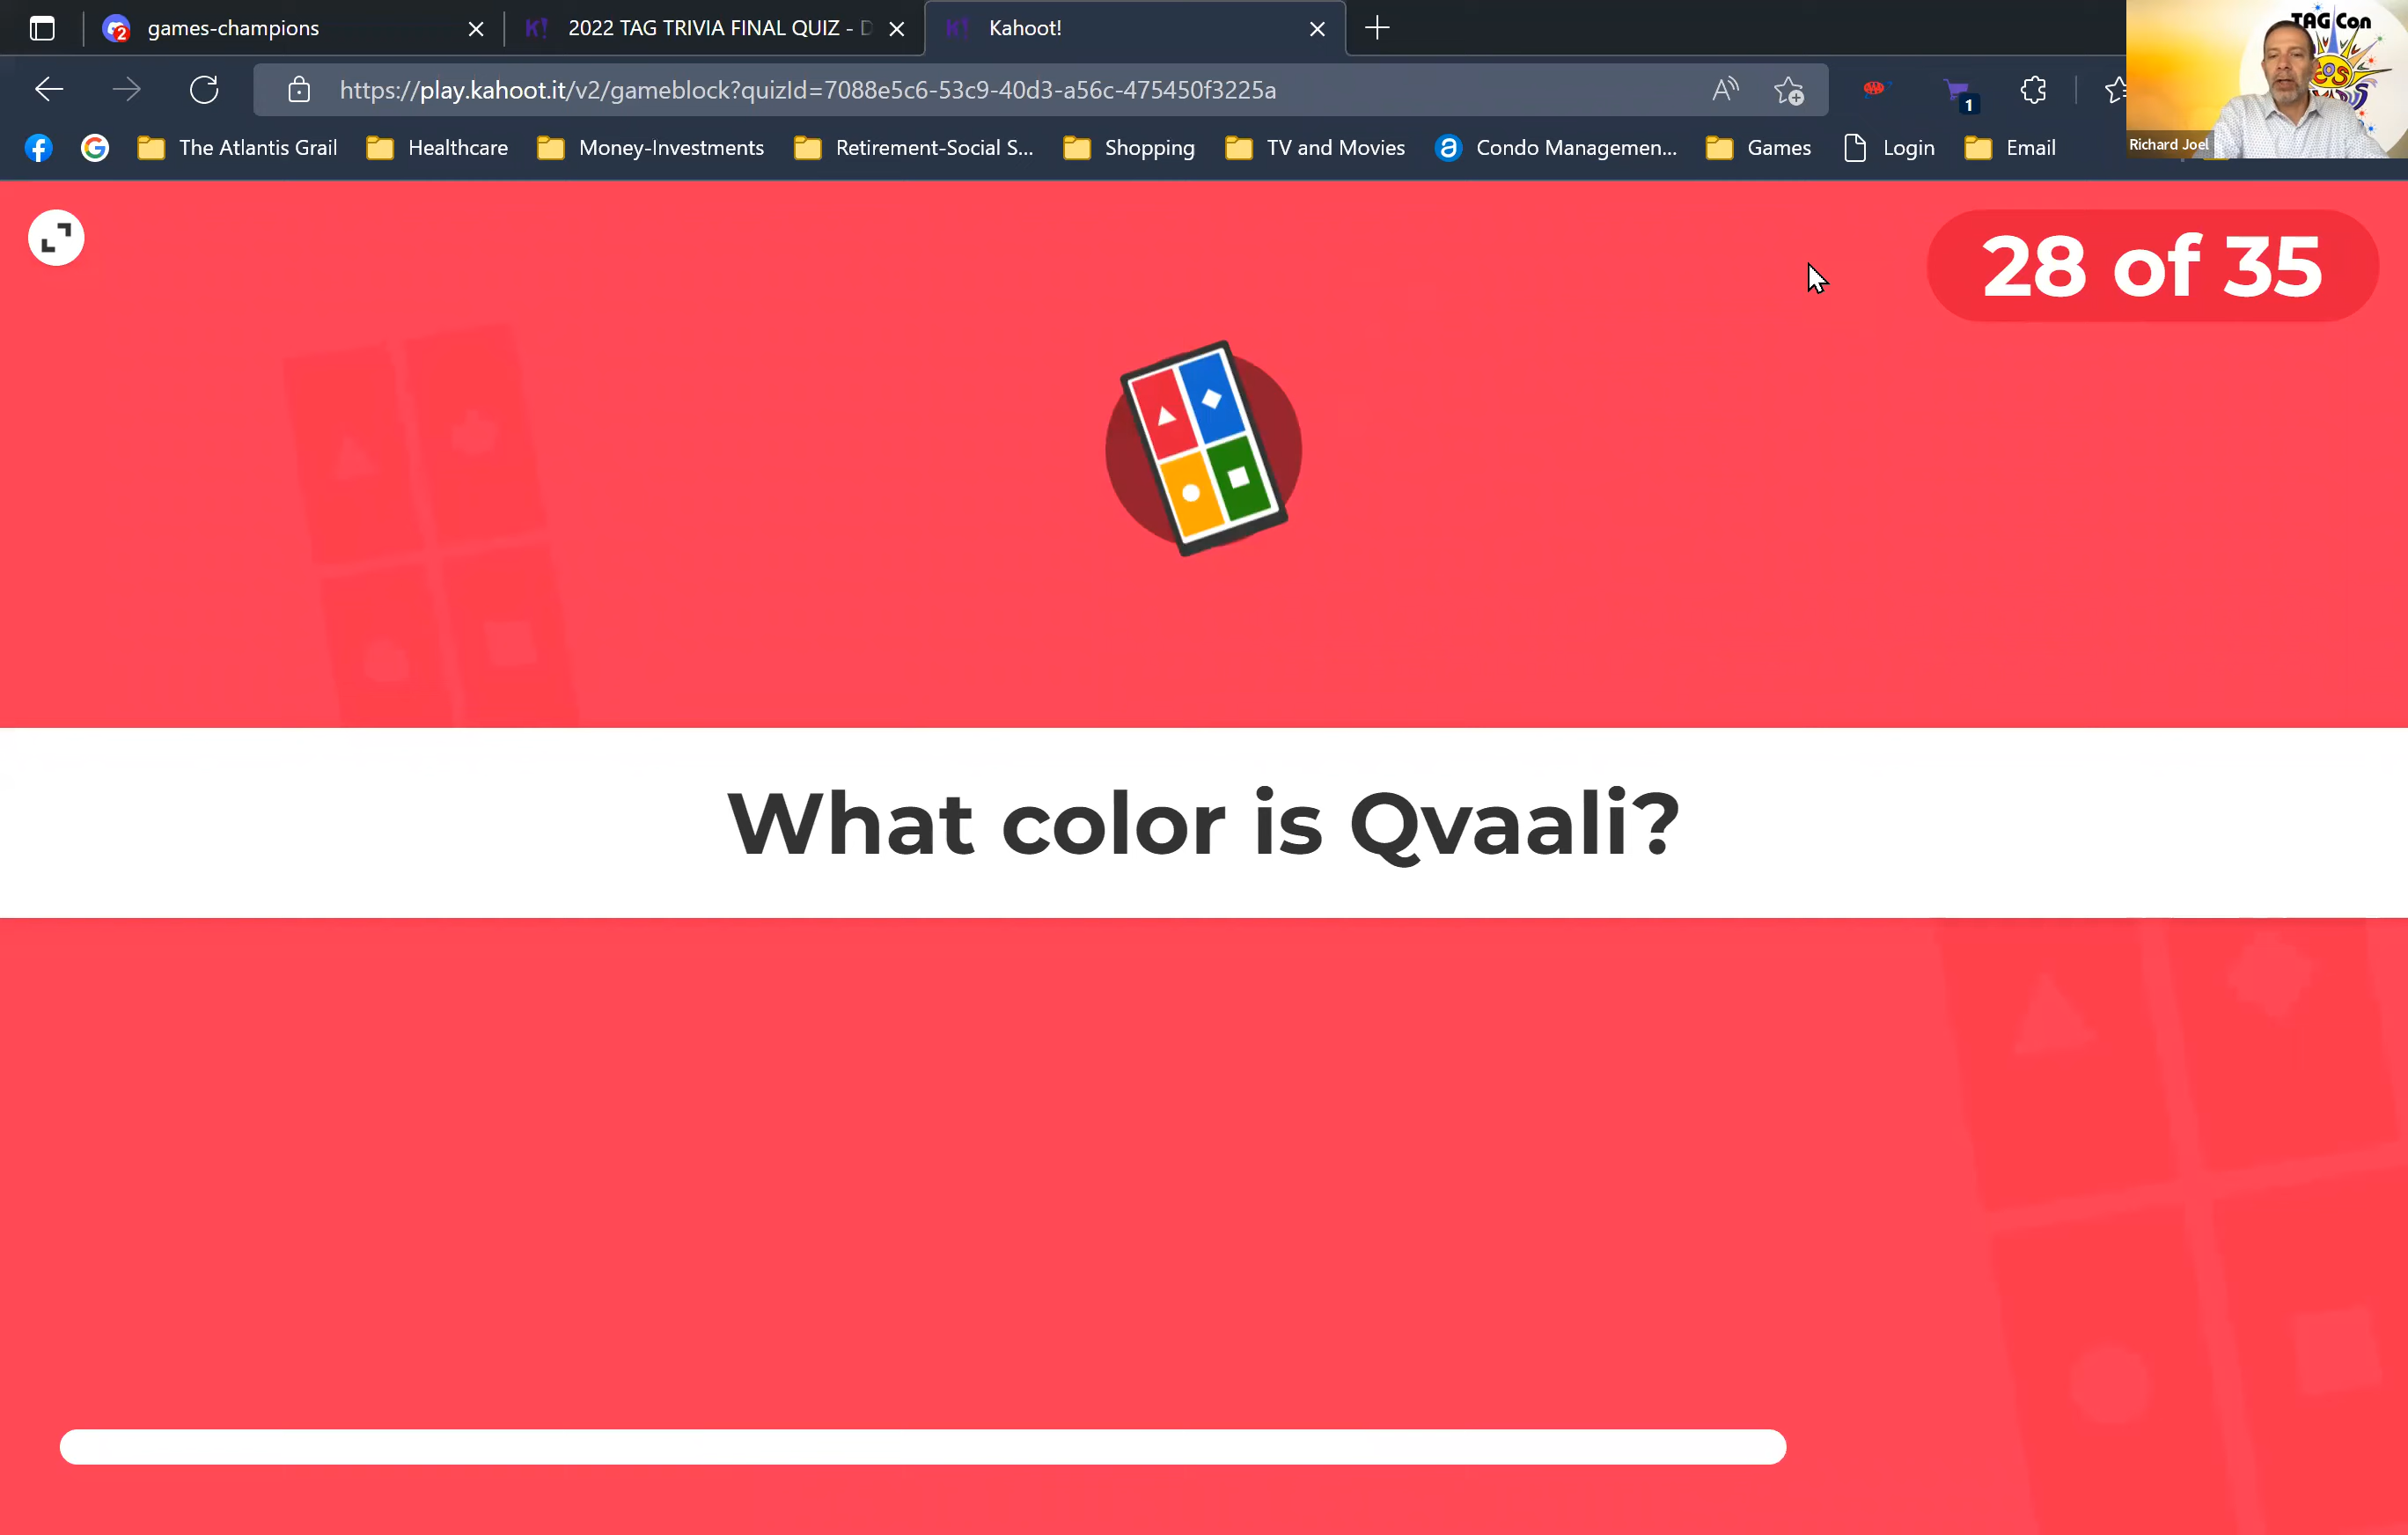 games-champions
2022 TAG TRIVIA FINAL QUIZ - D
Kahoot!
https://play.kahoot.it/v2/gameblock?quizId=7088e5c6-53c9-40d3-a56c-475450f3225a
1
The Atlantis Grail
Healthcare
Money-Investments
Retirement-Social S...
Shopping
TV and Movies
Condo Managemen...
Games
Login
Email
TAG Con
Richard Joel
28 of 35
What color is Qvaali?